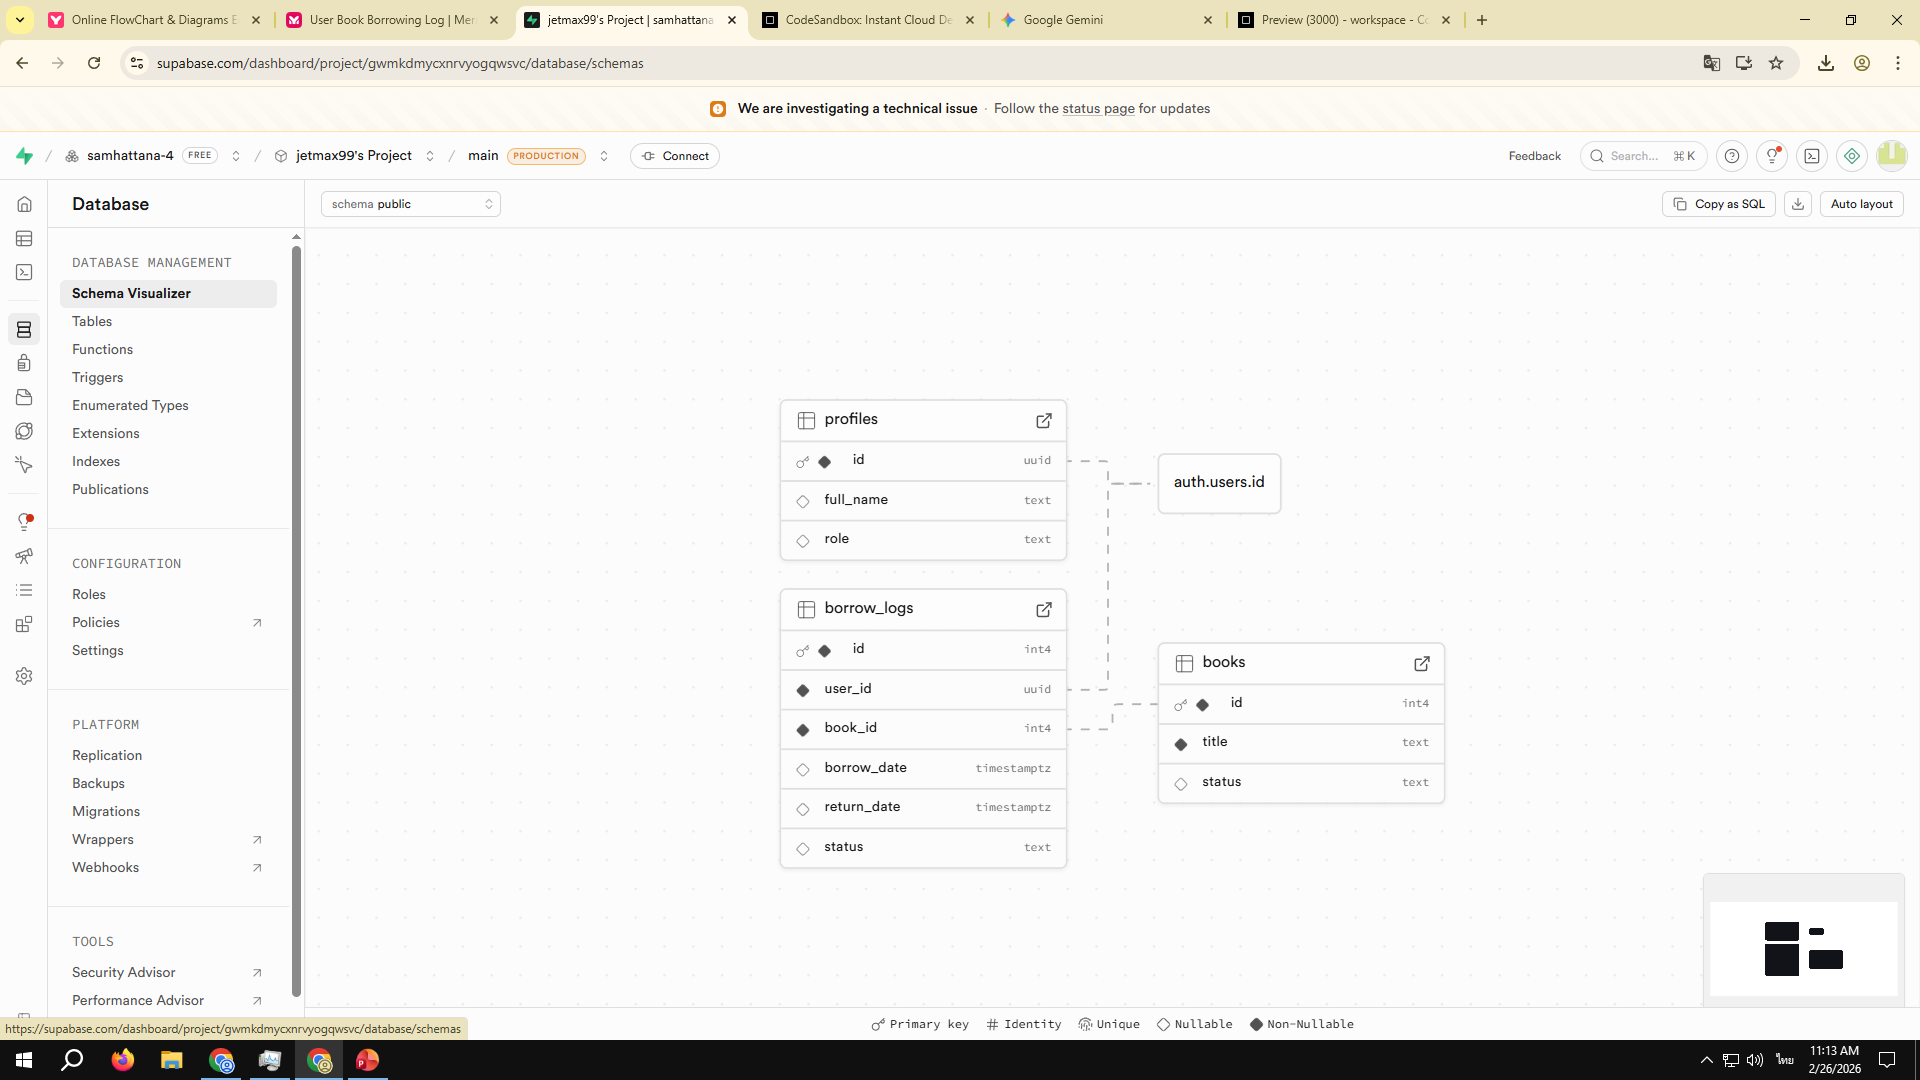 Online FlowChart & Diagrams E
User Book Borrowing Log | Mer
jetmax99's Project | samhattana
CodeSandbox: Instant Cloud De
Google Gemini
Preview (3000) - workspace - Co
supabase.com/dashboard/project/gwmkdmycxnrvyogqwsvc/database/schemas
We are investigating a technical issue · Follow the status page for updates
samhattana-4 FREE / jetmax99's Project / main PRODUCTION Connect
Feedback Search... ⌘ K
Database
schema public
Copy as SQL
Auto layout
DATABASE MANAGEMENT
Schema Visualizer
Tables
Functions
Triggers
Enumerated Types
Extensions
Indexes
Publications
CONFIGURATION
Roles
Policies
Settings
PLATFORM
Replication
Backups
Migrations
Wrappers
Webhooks
TOOLS
Security Advisor
Performance Advisor
profiles
id uuid
full_name text
role text
auth.users.id
borrow_logs
id int4
user_id uuid
book_id int4
borrow_date timestamptz
return_date timestamptz
status text
books
id int4
title text
status text
Primary key # Identity Unique Nullable Non-Nullable
https://supabase.com/dashboard/project/gwmkdmycxnrvyogqwsvc/database/schemas
ไทย
11:13 AM
2/26/2026